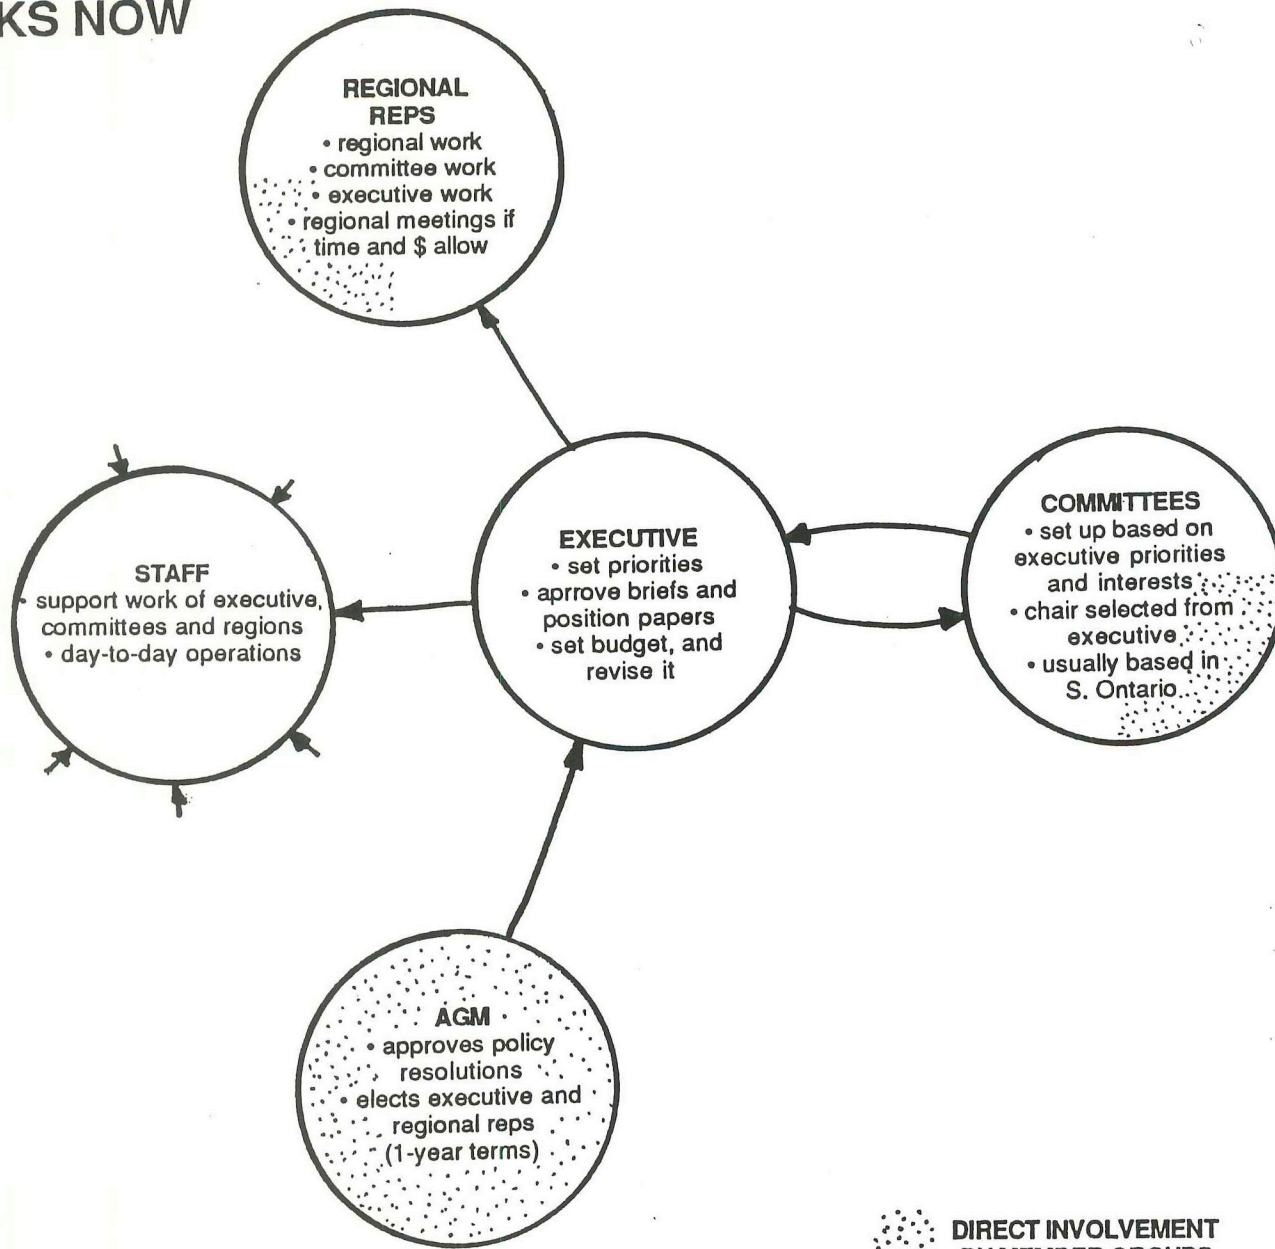 KS NOW
REGIONAL
REPS
• regional work
• committee work
• executive work
• regional meetings if
time and $ allow
STAFF
• support work of executive,
committees and regions
• day-to-day operations
EXECUTIVE
• set priorities
• aprrove briefs and
position papers
• set budget, and
revise it
COMMITTEES
• set up based on
executive priorities
and interests
• chair selected from
executive
• usually based in
S. Ontario
AGM
• approves policy
resolutions
• elects executive and
regional reps
(1-year terms)
DIRECT INVOLVEMENT